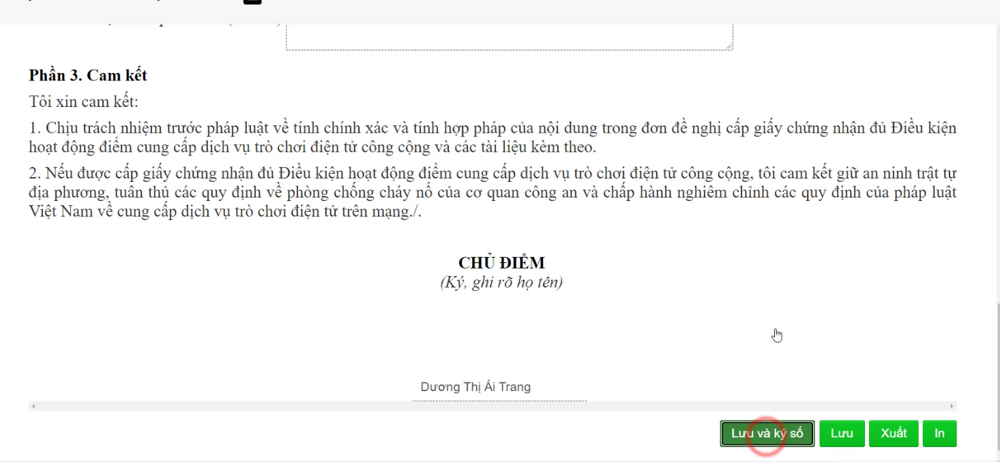 Phần 3. Cam kết
Tôi xin cam kết:
1. Chịu trách nhiệm trước pháp luật về tính chính xác và tính hợp pháp của nội dung trong đơn đề nghị cấp giấy chứng nhận đủ Điều kiện
hoạt động điểm cung cấp dịch vụ trò chơi điện tử công cộng và các tài liệu kèm theo.
2. Nếu được cấp giấy chứng nhận đủ Điều kiện hoạt động điểm cung cấp dịch vụ trò chơi điện tử công cộng, tôi cam kết giữ an ninh trật tự
địa phương, tuân thủ các quy định về phòng chống cháy nổ của cơ quan công an và chấp hành nghiêm chỉnh các quy định của pháp luật
Việt Nam về cung cấp dịch vụ trò chơi điện tử trên mạng./.
CHỦ ĐIỂM
(Ký, ghi rõ họ tên)
Dương Thị Ái Trang
Lưu và ký số Lưu Xuất In